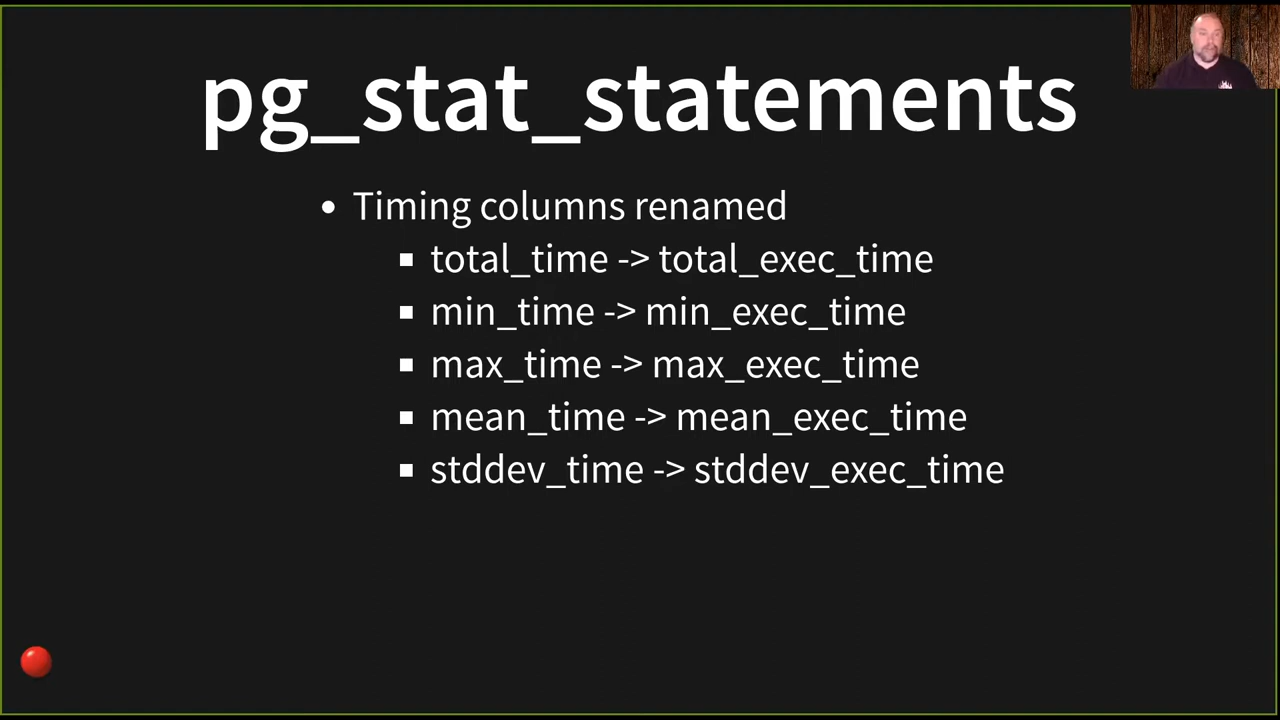 pg_stat_statements
• Timing columns renamed
▪ total_time -> total_exec_time
▪ min_time -> min_exec_time
▪ max_time -> max_exec_time
▪ mean_time -> mean_exec_time
▪ stddev_time -> stddev_exec_time